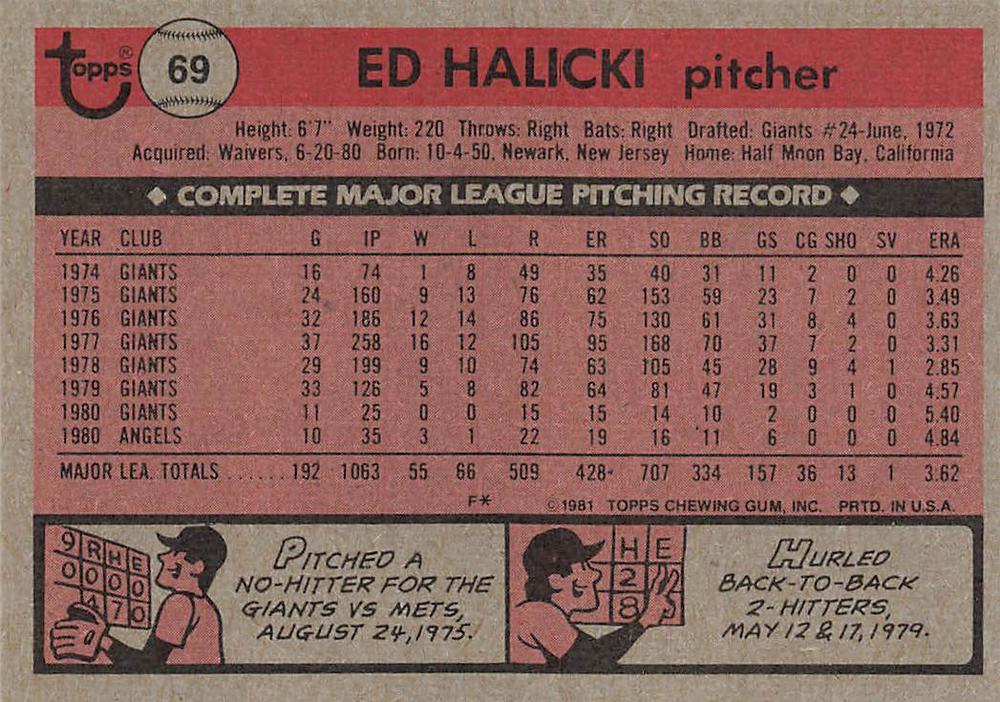 topps® 69 ED HALICKI pitcher
Height: 6'7" Weight: 220 Throws: Right Bats: Right Drafted: Giants #24-June, 1972
Acquired: Waivers, 6-20-80 Born: 10-4-50, Newark, New Jersey Home: Half Moon Bay, California
◆ COMPLETE MAJOR LEAGUE PITCHING RECORD ◆
YEAR CLUB G IP W L R ER SO BB GS CG SHO SV ERA
1974 GIANTS 16 74 1 8 49 35 40 31 11 2 0 0 4.26
1975 GIANTS 24 160 9 13 76 62 153 59 23 7 2 0 3.49
1976 GIANTS 32 186 12 14 86 75 130 61 31 8 4 0 3.63
1977 GIANTS 37 258 16 12 105 95 168 70 37 7 2 0 3.31
1978 GIANTS 29 199 9 10 74 63 105 45 28 9 4 1 2.85
1979 GIANTS 33 126 5 8 82 64 81 47 19 3 1 0 4.57
1980 GIANTS 11 25 0 0 15 15 14 10 2 0 0 0 5.40
1980 ANGELS 10 35 3 1 22 19 16 11 6 0 0 0 4.84
MAJOR LEA. TOTALS ...... 192 1063 55 66 509 428 707 334 157 36 13 1 3.62
F* © 1981 TOPPS CHEWING GUM, INC. PRTD. IN U.S.A.
9 R H E
0 0 0 0
4 7 0
PITCHED A
NO-HITTER FOR THE
GIANTS VS METS,
AUGUST 24, 1975.
H E
2
8
HURLED
BACK-TO-BACK
2-HITTERS,
MAY 12 & 17, 1979.